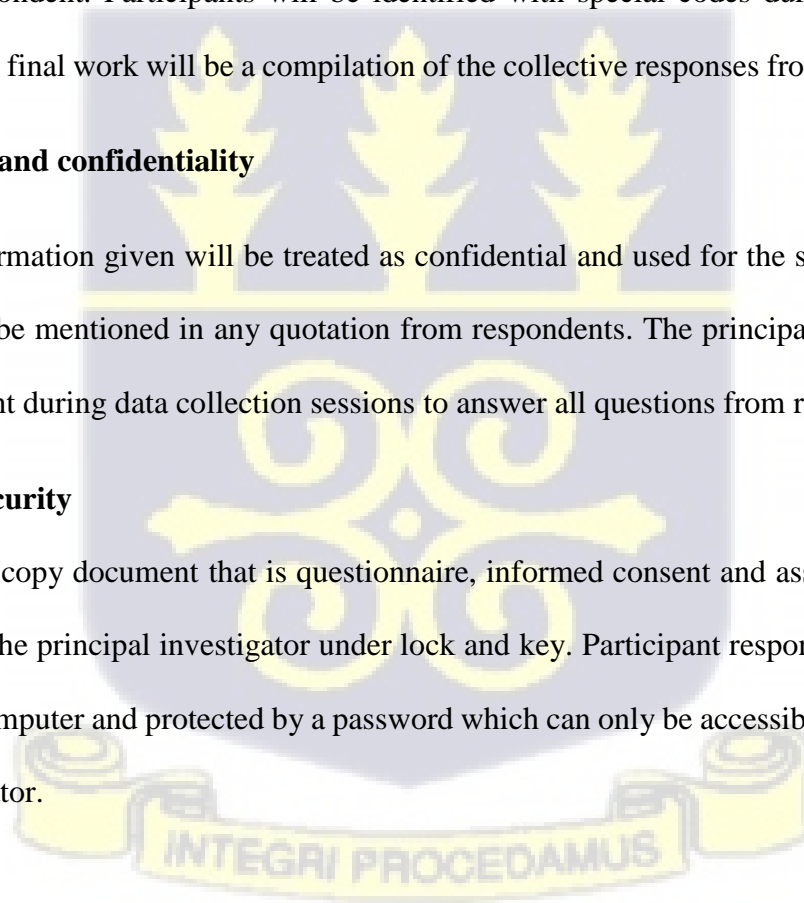 pondent. Participants will be identified with special codes du
final work will be a compilation of the collective responses fro
and confidentiality
rmation given will be treated as confidential and used for the s
be mentioned in any quotation from respondents. The principa
nt during data collection sessions to answer all questions from r
curity
copy document that is questionnaire, informed consent and as
he principal investigator under lock and key. Participant respon
mputer and protected by a password which can only be accessib
tor.
INTEGRI PROCEDAMUS